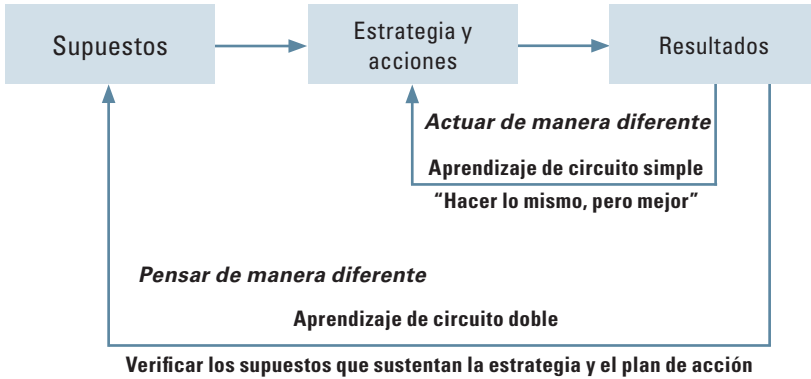 Supuestos
Estrategia y
acciones
Resultados
Actuar de manera diferente
Aprendizaje de circuito simple
“Hacer lo mismo, pero mejor”
Pensar de manera diferente
Aprendizaje de circuito doble
Verificar los supuestos que sustentan la estrategia y el plan de acción